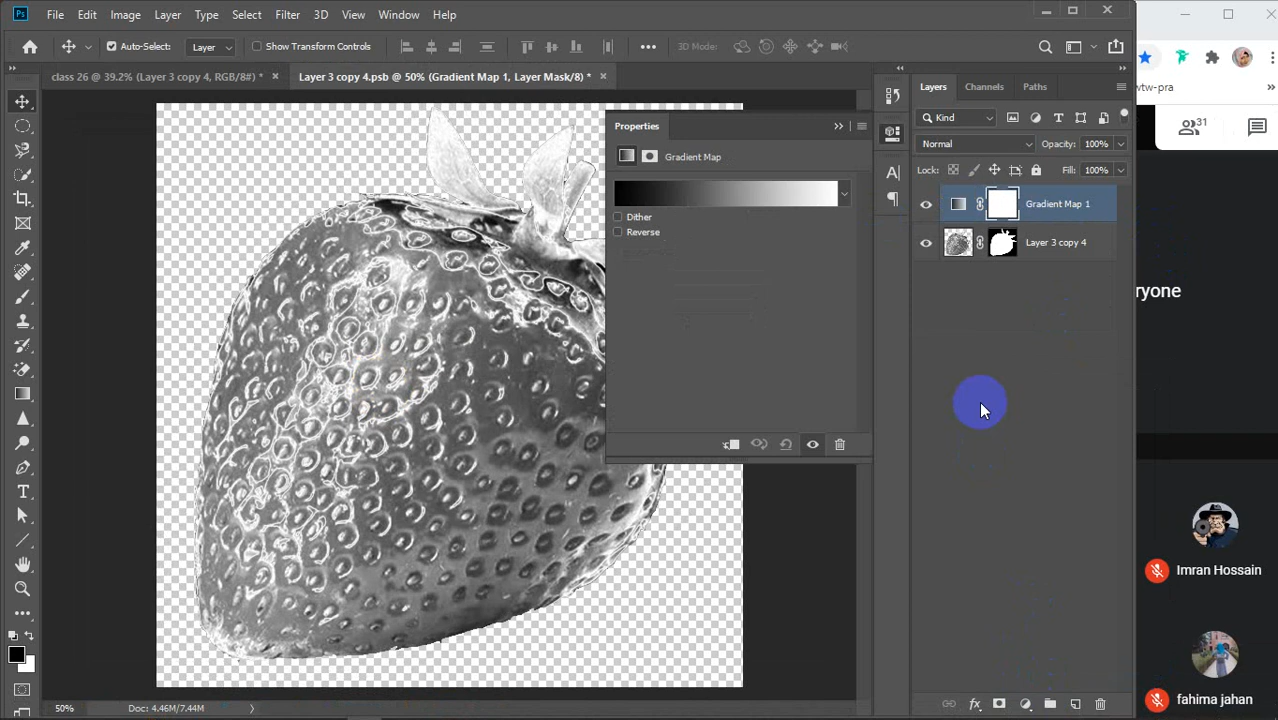 Ps File Edit Image Layer Type Select Filter 3D View Window Help
Auto-Select: Layer Show Transform Controls 3D Mode:
class 26 @ 39.2% (Layer 3 copy 4, RGB/8#) * Layer 3 copy 4.psb @ 50% (Gradient Map 1, Layer Mask/8) *
Properties
Gradient Map
Dither
Reverse
Layers Channels Paths
Kind
Normal Opacity: 100%
Lock: Fill: 100%
Gradient Map 1
Layer 3 copy 4
50% Doc: 4.46M/7.44M
wtw-pra
31
ryone
Imran Hossain
fahima jahan